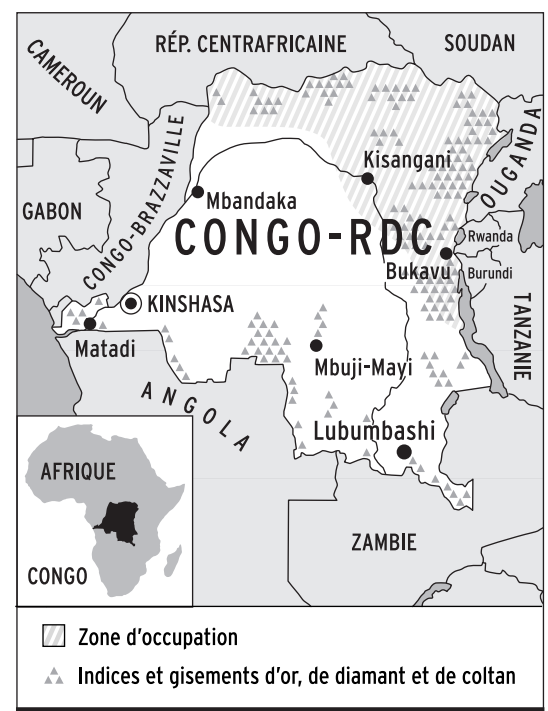 RÉP. CENTRAFRICAINE
SOUDAN
CAMEROUN
OUGANDA
CONGO-BRAZZAVILLE
Kisangani
GABON
Mbandaka
CONGO-RDC
Rwanda
Bukavu
Burundi
KINSHASA
TANZANIE
Matadi
Mbuji-Mayi
ANGOLA
Lubumbashi
AFRIQUE
ZAMBIE
CONGO
Zone d'occupation
Indices et gisements d'or, de diamant et de coltan